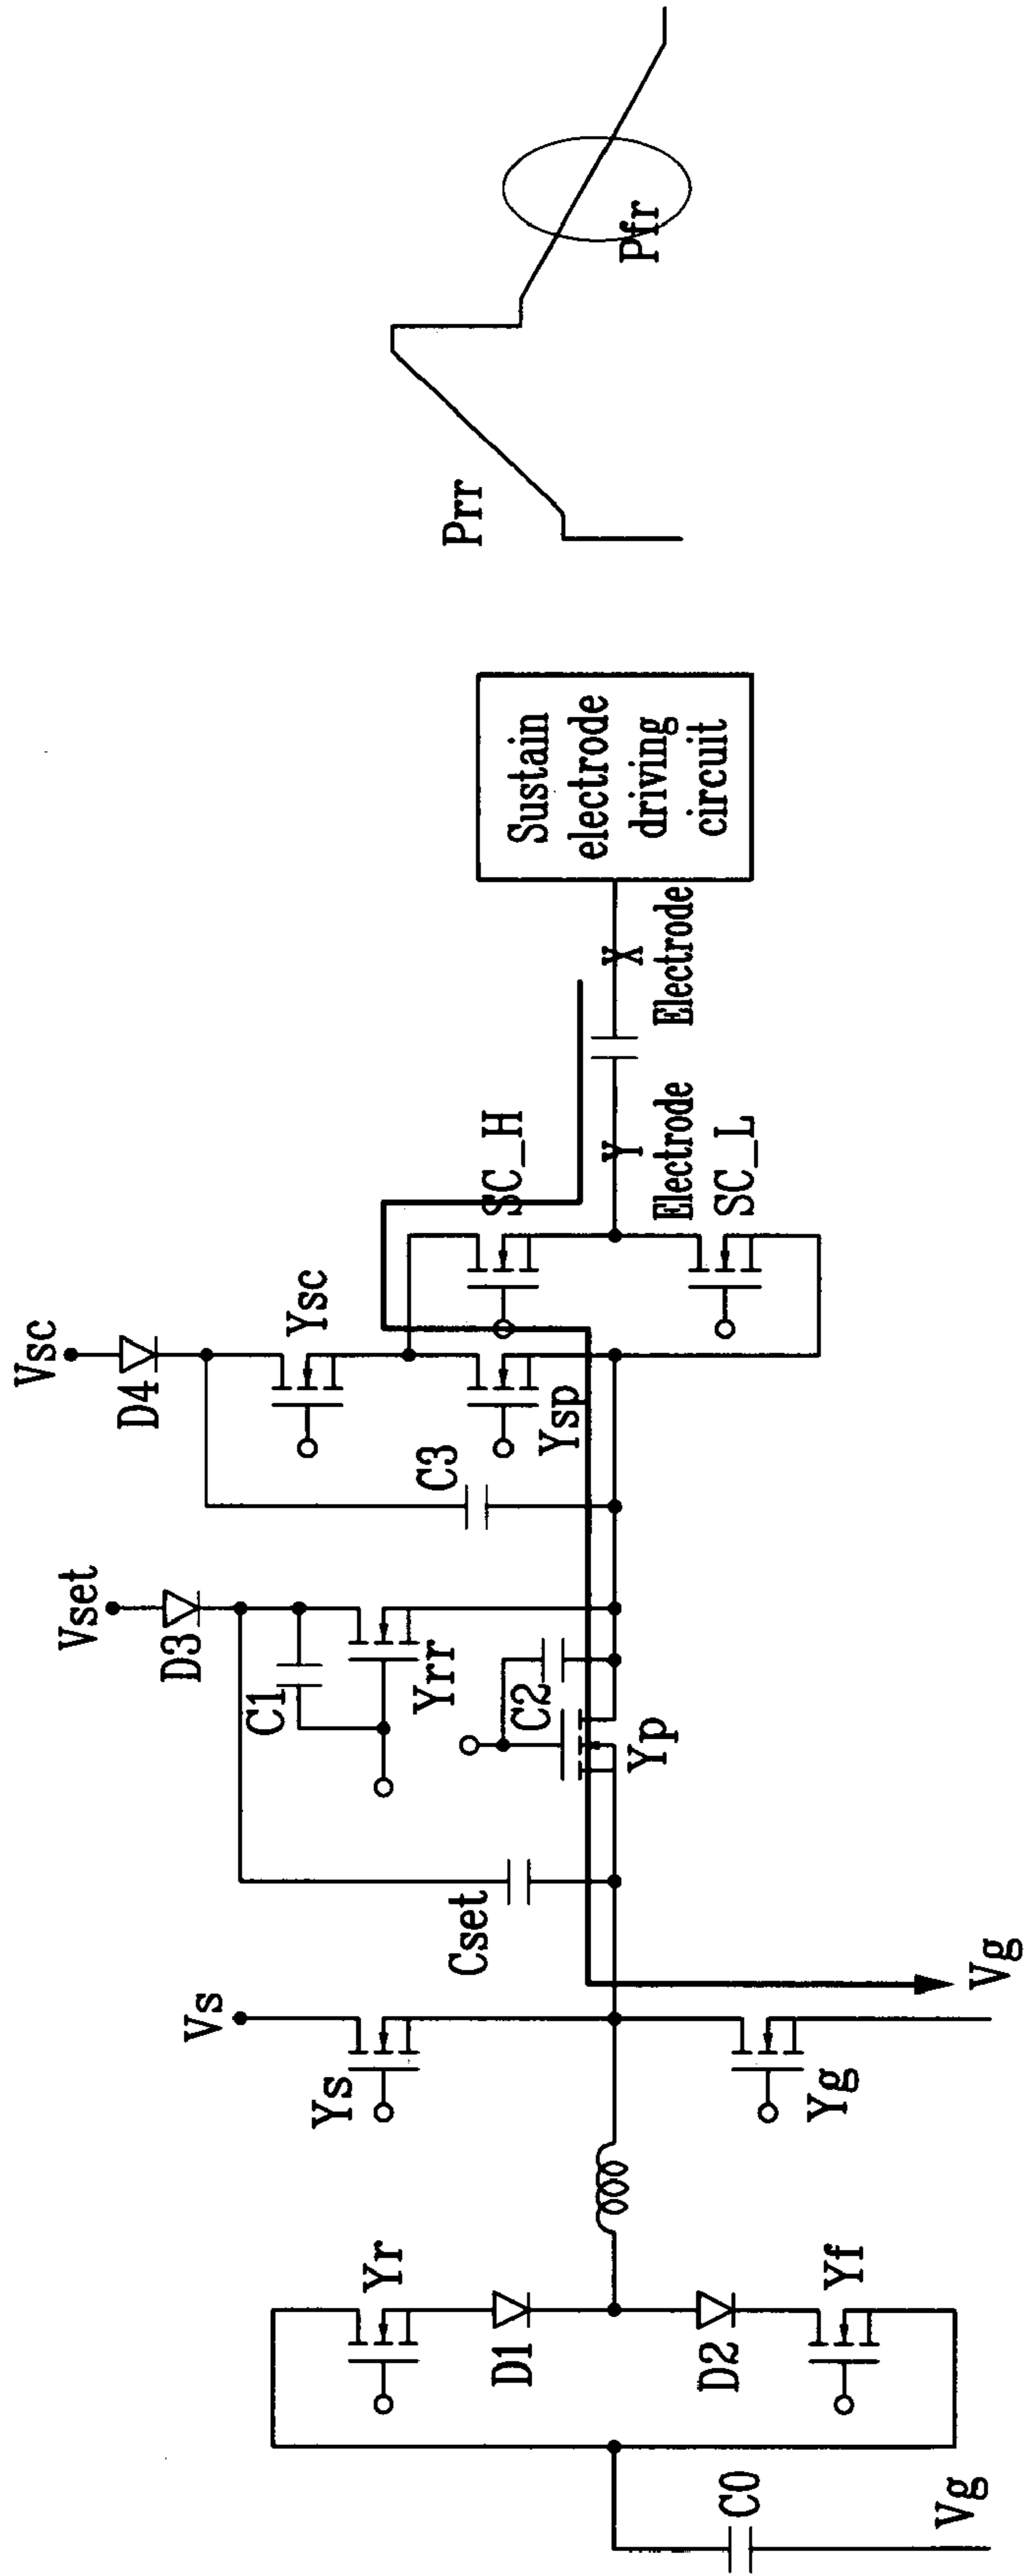 Vsc
Vset
D4
D3
Vs
C1
Ysc
Ys
Yr
Yrr
C3
Prr
Cset
SC_H
D1
C2
Ysp
Sustain
electrode
driving
circuit
Y
X
Yp
Pfr
Electrode
Electrode
D2
SC_L
C0
Yf
Yg
Vg
Vg